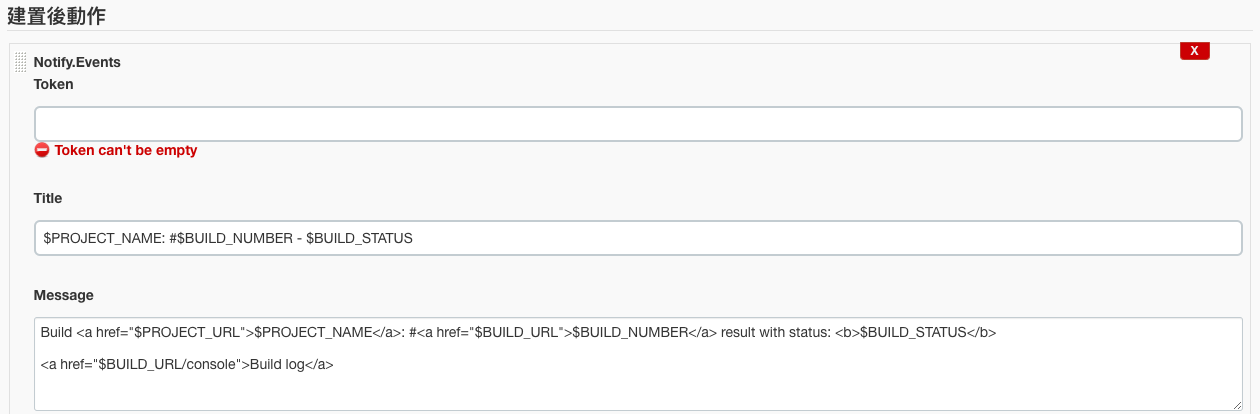 建置後動作
X
Notify.Events
Token
Token can't be empty
Title
$PROJECT_NAME: #$BUILD_NUMBER - $BUILD_STATUS
Message
Build <a href="$PROJECT_URL">$PROJECT_NAME</a>: #<a href="$BUILD_URL">$BUILD_NUMBER</a> result with status: <b>$BUILD_STATUS</b>
<a href="$BUILD_URL/console">Build log</a>